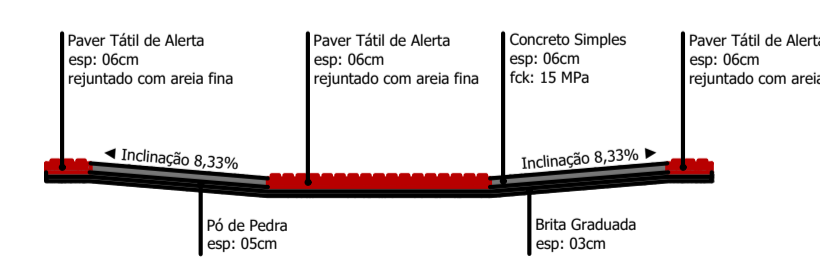 Paver Tátil de Alerta
esp: 06cm
rejuntado com areia fina
Paver Tátil de Alerta
esp: 06cm
rejuntado com areia fina
Concreto Simples
esp: 06cm
fck: 15 MPa
Paver Tátil de Alerta
esp: 06cm
rejuntado com areia
◄ Inclinação 8,33%
Inclinação 8,33% ►
Pó de Pedra
esp: 05cm
Brita Graduada
esp: 03cm